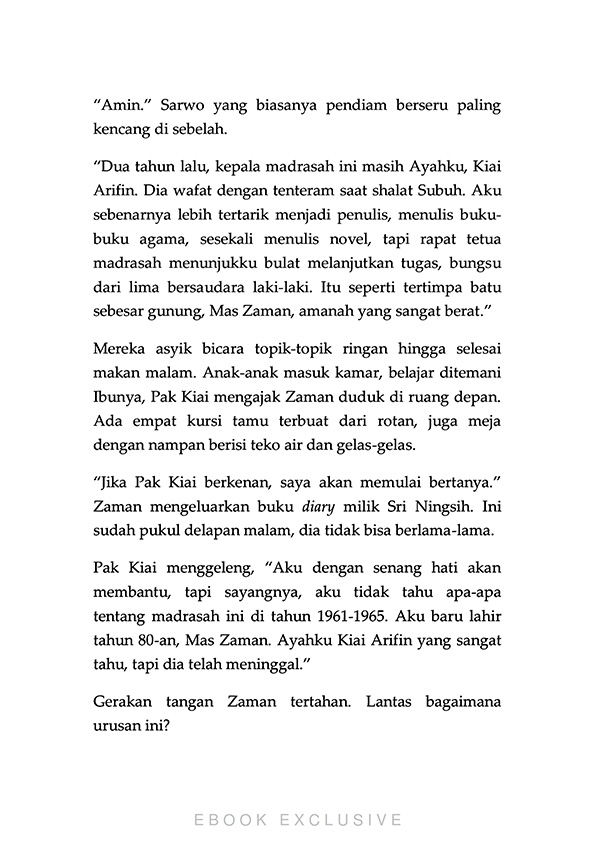 “Amin.” Sarwo yang biasanya pendiam berseru paling
kencang di sebelah.
“Dua tahun lalu, kepala madrasah ini masih Ayahku, Kiai
Arifin. Dia wafat dengan tenteram saat shalat Subuh. Aku
sebenarnya lebih tertarik menjadi penulis, menulis buku-
buku agama, sesekali menulis novel, tapi rapat tetua
madrasah menunjukku bulat melanjutkan tugas, bungsu
dari lima bersaudara laki-laki. Itu seperti tertimpa batu
sebesar gunung, Mas Zaman, amanah yang sangat berat.”
Mereka asyik bicara topik-topik ringan hingga selesai
makan malam. Anak-anak masuk kamar, belajar ditemani
Ibunya, Pak Kiai mengajak Zaman duduk di ruang depan.
Ada empat kursi tamu terbuat dari rotan, juga meja
dengan nampan berisi teko air dan gelas-gelas.
“Jika Pak Kiai berkenan, saya akan memulai bertanya.”
Zaman mengeluarkan buku diary milik Sri Ningsih. Ini
sudah pukul delapan malam, dia tidak bisa berlama-lama.
Pak Kiai menggeleng, “Aku dengan senang hati akan
membantu, tapi sayangnya, aku tidak tahu apa-apa
tentang madrasah ini di tahun 1961-1965. Aku baru lahir
tahun 80-an, Mas Zaman. Ayahku Kiai Arifin yang sangat
tahu, tapi dia telah meninggal.”
Gerakan tangan Zaman tertahan. Lantas bagaimana
urusan ini?
EBOOK EXCLUSIVE